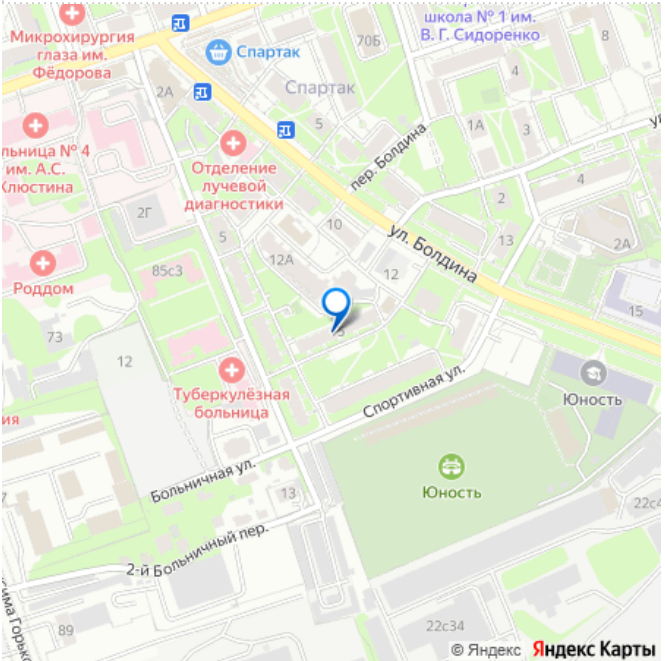 Микрохирургия
глаза им.
Фёдорова
школа № 1 им.
В. Г. Сидоренко
8
70Б
Спартак
Спартак
4
2А
5
1А
3
льница № 4
им. А.С.
Хлюстина
Отделение
лучевой
диагностики
пер. Болдина
4
2
2Г
5
10
ул. Болдина
13
2А
Роддом
85с3
12А
12
15
73
12
Туберкулёзная
больница
Юность
Спортивная ул.
Больничная ул.
Юность
13
22с4
2-й Больничный пер.
89
22с34
© Яндекс Яндекс Карты